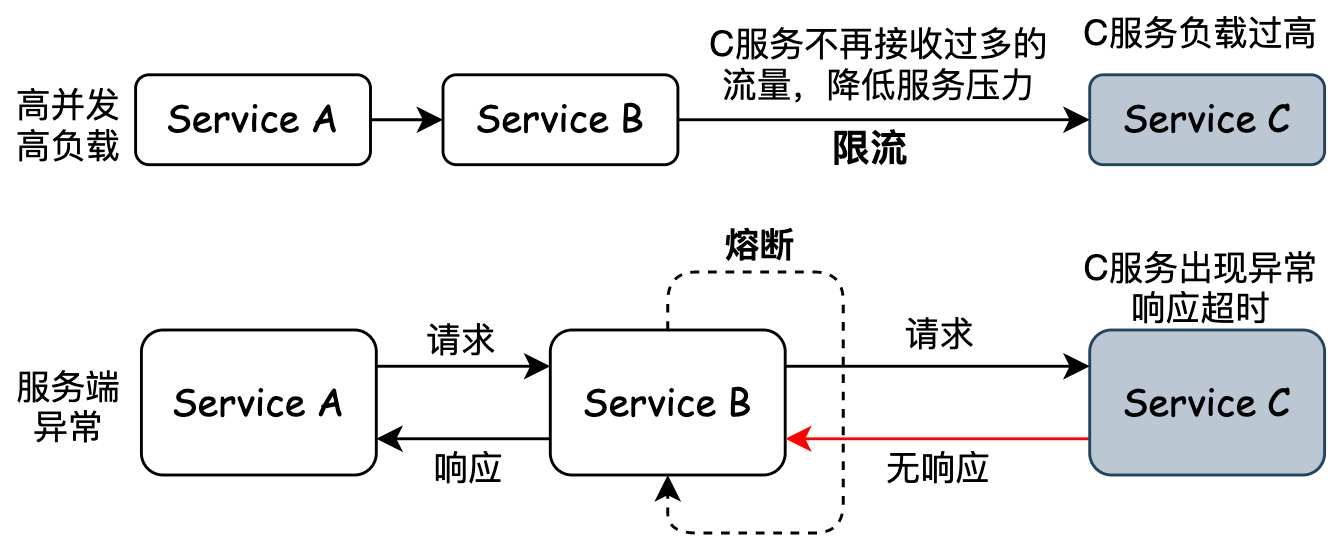 C服务不再接收过多的
流量，降低服务压力
C服务负载过高
高并发
高负载
Service A
Service B
限流
Service C
熔断
C服务出现异常
响应超时
服务端
异常
Service A
请求
响应
Service B
请求
无响应
Service C